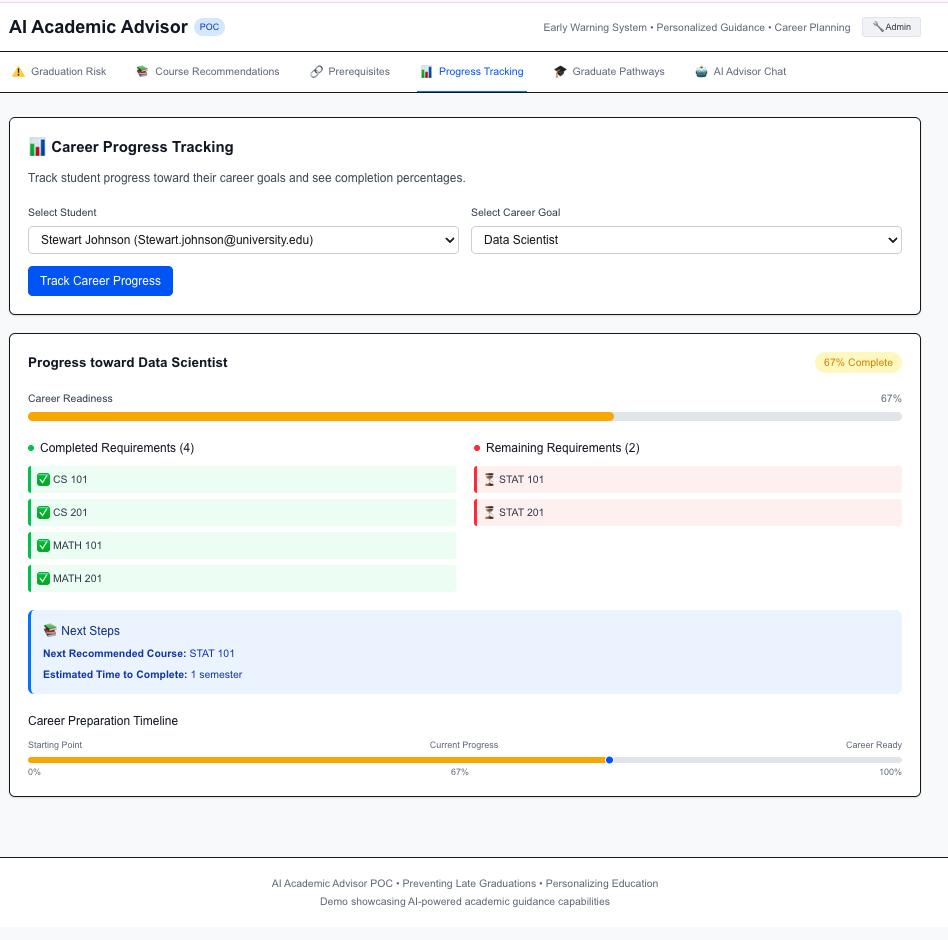 AI Academic Advisor POC
Early Warning System • Personalized Guidance • Career Planning
Admin
Graduation Risk
Course Recommendations
Prerequisites
Progress Tracking
Graduate Pathways
AI Advisor Chat
Career Progress Tracking
Track student progress toward their career goals and see completion percentages.
Select Student
Stewart Johnson (Stewart.johnson@university.edu)
Select Career Goal
Data Scientist
Track Career Progress
Progress toward Data Scientist
67% Complete
Career Readiness
67%
Completed Requirements (4)
CS 101
CS 201
MATH 101
MATH 201
Remaining Requirements (2)
STAT 101
STAT 201
Next Steps
Next Recommended Course: STAT 101
Estimated Time to Complete: 1 semester
Career Preparation Timeline
Starting Point
Current Progress
Career Ready
0%
67%
100%
AI Academic Advisor POC • Preventing Late Graduations • Personalizing Education
Demo showcasing AI-powered academic guidance capabilities